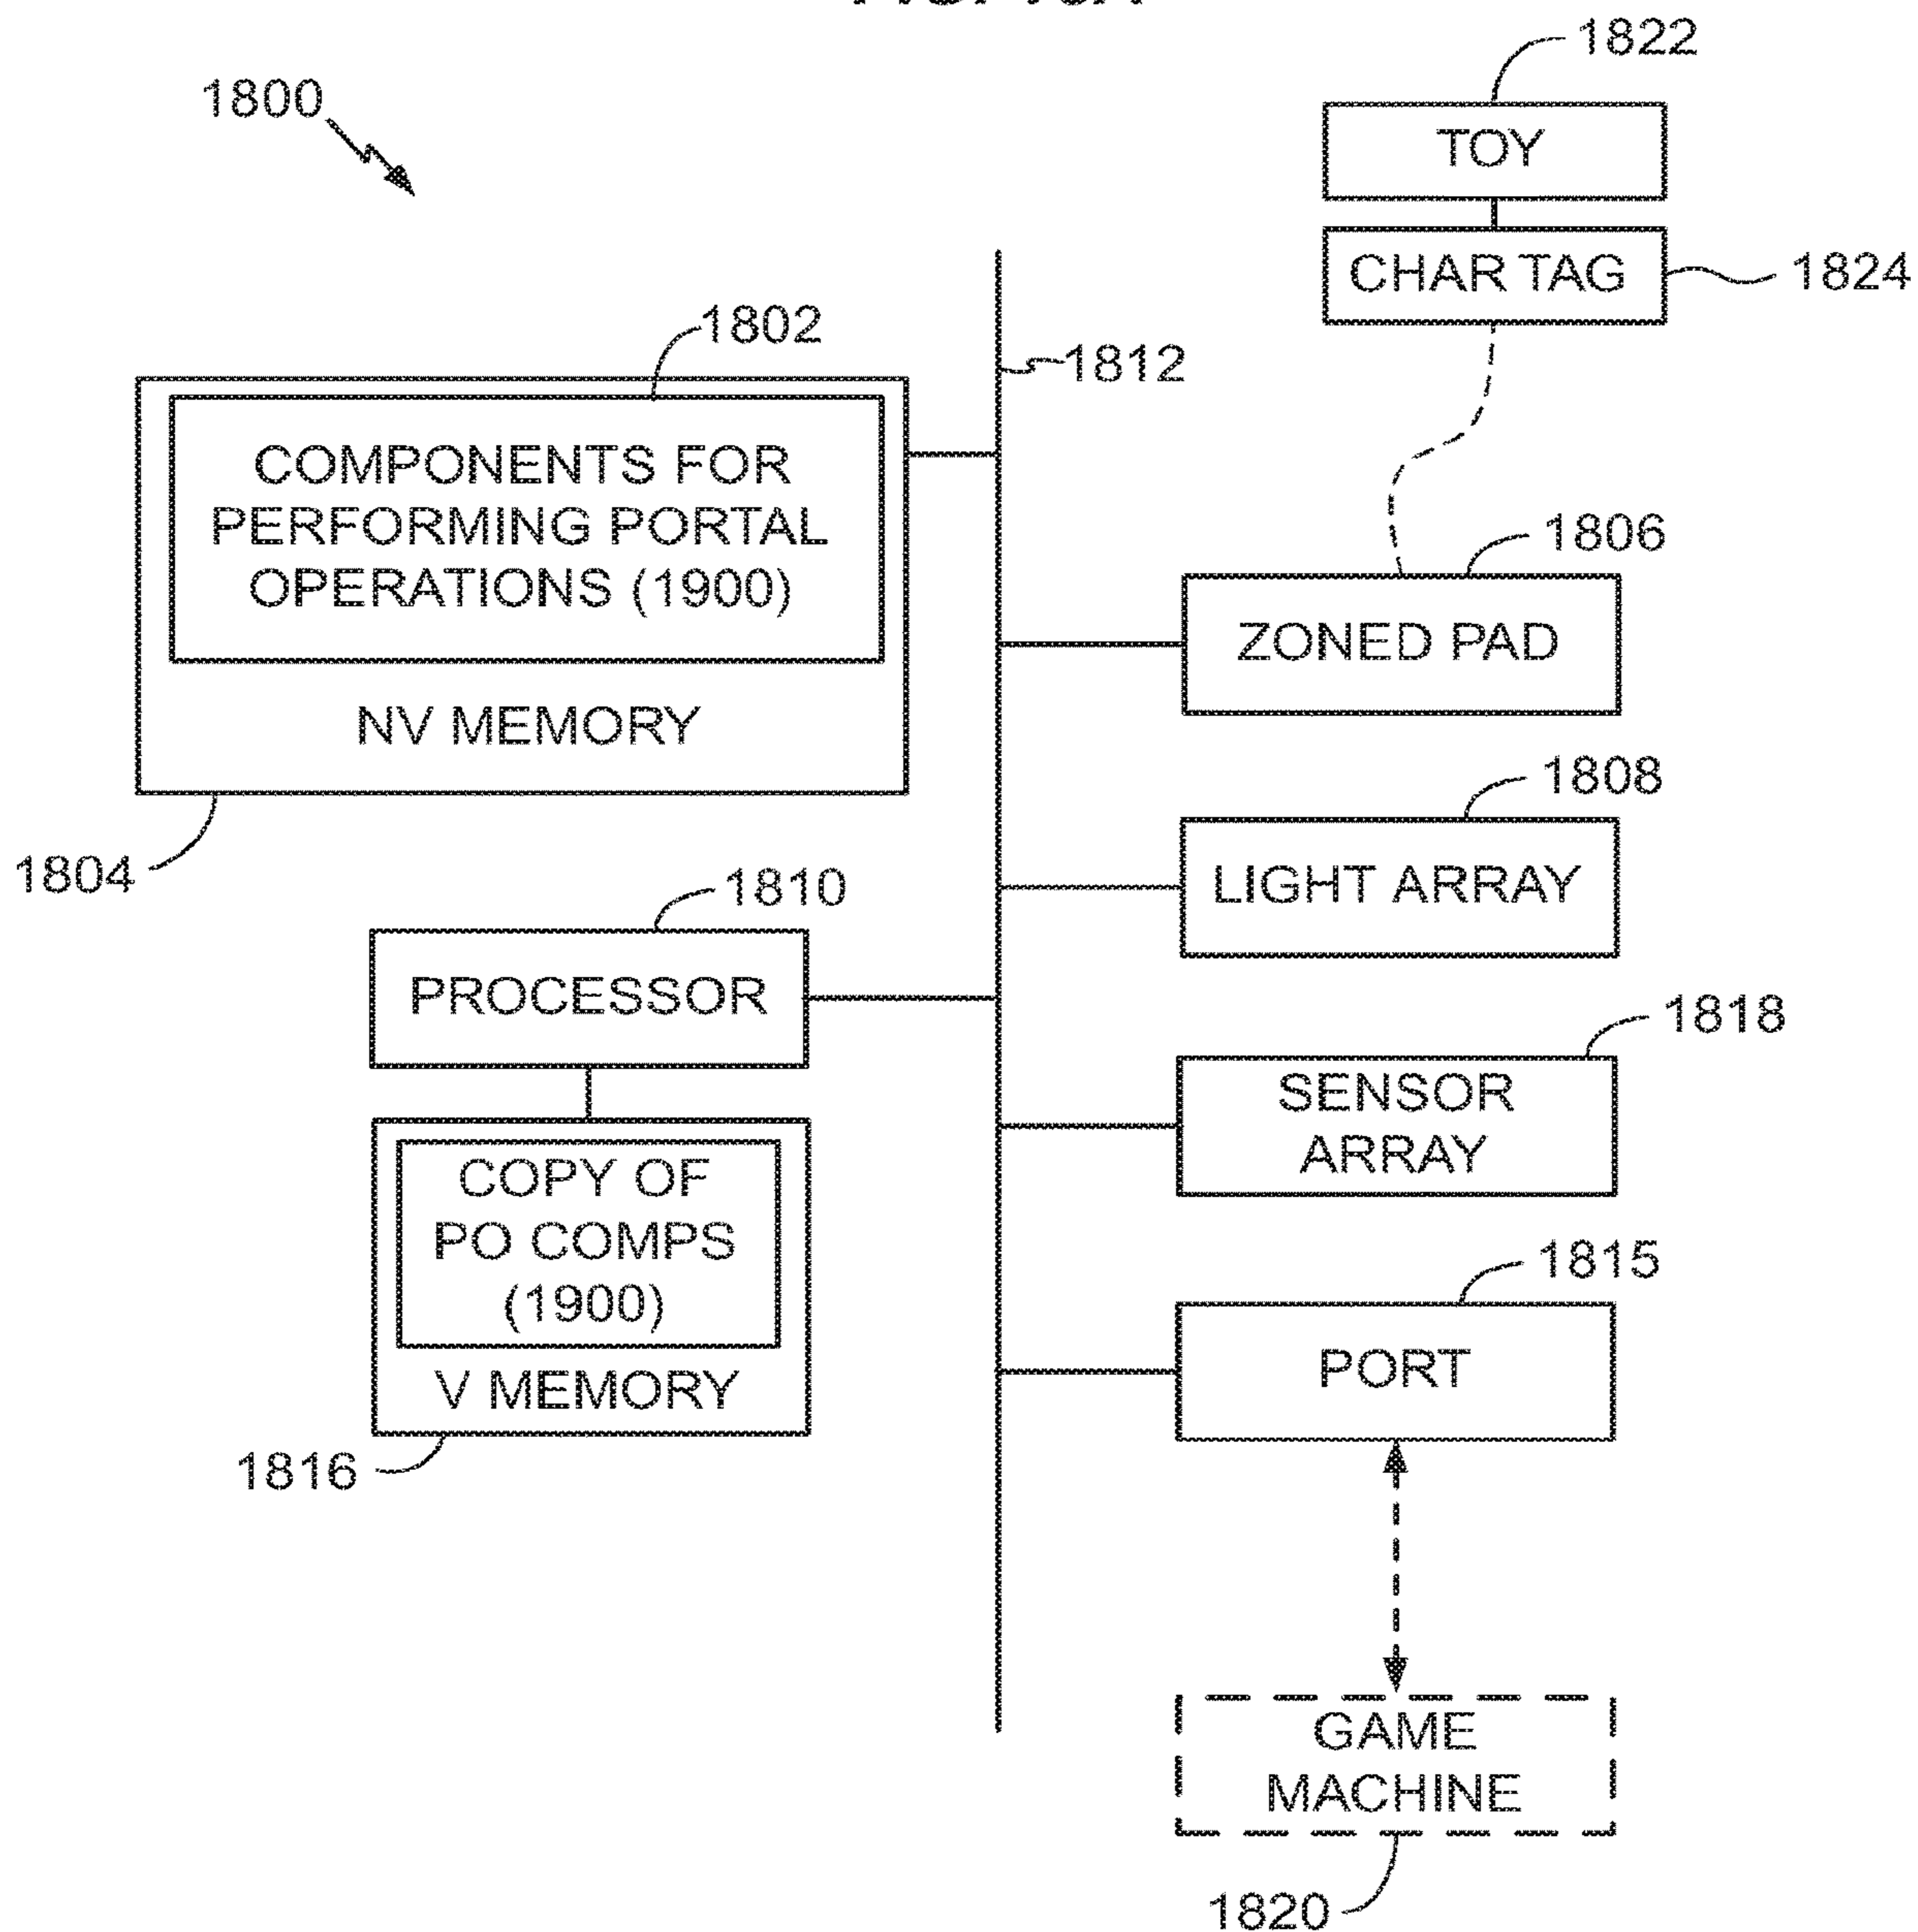 1822
1800
TOY
CHAR TAG
1824
1802
1812
COMPONENTS FOR
PERFORMING PORTAL
OPERATIONS (1900)
NV MEMORY
1806
ZONED PAD
1808
1804
LIGHT ARRAY
1810
PROCESSOR
1818
SENSOR
ARRAY
COPY OF
PO COMPS
(1900)
V MEMORY
1815
PORT
1816
GAME
MACHINE
1820